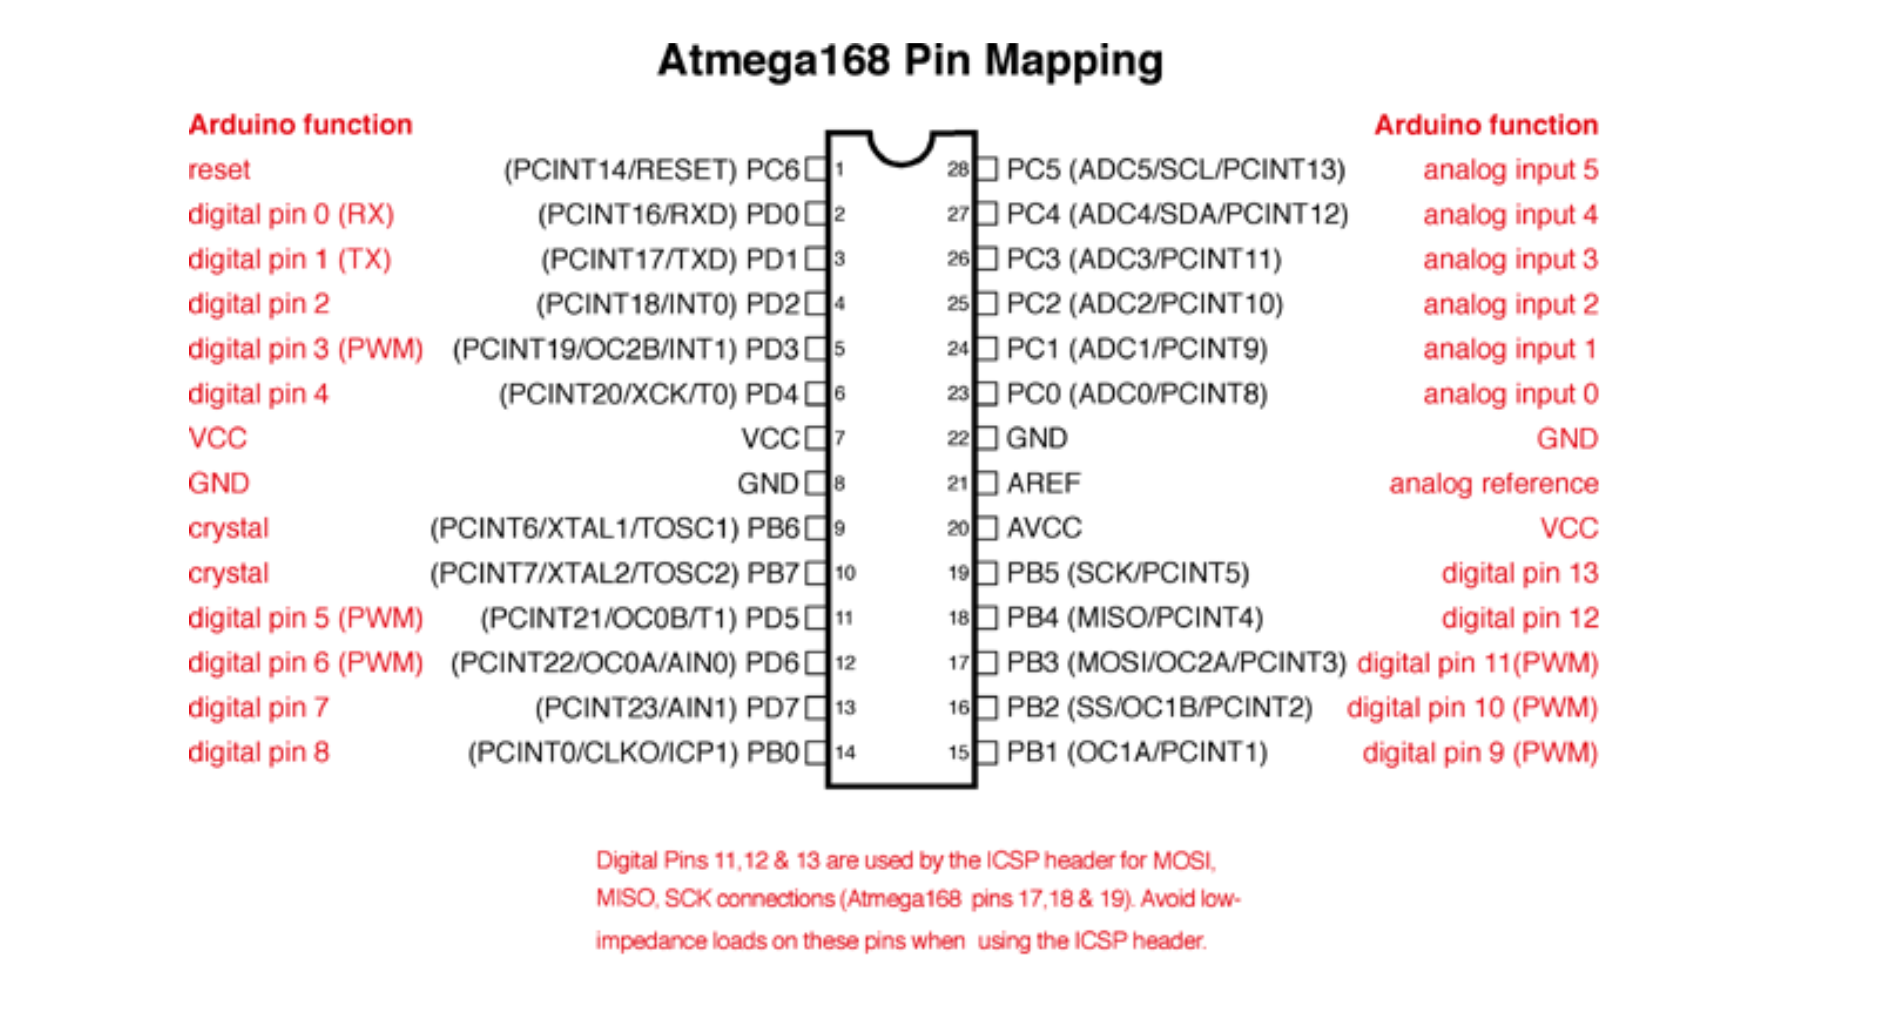 Atmega168 Pin Mapping
Arduino function Arduino function
reset (PCINT14/RESET) PC6 1 28 PC5 (ADC5/SCL/PCINT13) analog input 5
digital pin 0 (RX) (PCINT16/RXD) PD0 2 27 PC4 (ADC4/SDA/PCINT12) analog input 4
digital pin 1 (TX) (PCINT17/TXD) PD1 3 26 PC3 (ADC3/PCINT11) analog input 3
digital pin 2 (PCINT18/INT0) PD2 4 25 PC2 (ADC2/PCINT10) analog input 2
digital pin 3 (PWM) (PCINT19/OC2B/INT1) PD3 5 24 PC1 (ADC1/PCINT9) analog input 1
digital pin 4 (PCINT20/XCK/T0) PD4 6 23 PC0 (ADC0/PCINT8) analog input 0
VCC VCC 7 22 GND GND
GND GND 8 21 AREF analog reference
crystal (PCINT6/XTAL1/TOSC1) PB6 9 20 AVCC VCC
crystal (PCINT7/XTAL2/TOSC2) PB7 10 19 PB5 (SCK/PCINT5) digital pin 13
digital pin 5 (PWM) (PCINT21/OC0B/T1) PD5 11 18 PB4 (MISO/PCINT4) digital pin 12
digital pin 6 (PWM) (PCINT22/OC0A/AIN0) PD6 12 17 PB3 (MOSI/OC2A/PCINT3) digital pin 11(PWM)
digital pin 7 (PCINT23/AIN1) PD7 13 16 PB2 (SS/OC1B/PCINT2) digital pin 10 (PWM)
digital pin 8 (PCINT0/CLKO/ICP1) PB0 14 15 PB1 (OC1A/PCINT1) digital pin 9 (PWM)
Digital Pins 11,12 & 13 are used by the ICSP header for MOSI,
MISO, SCK connections (Atmega168 pins 17,18 & 19). Avoid low-
impedance loads on these pins when using the ICSP header.